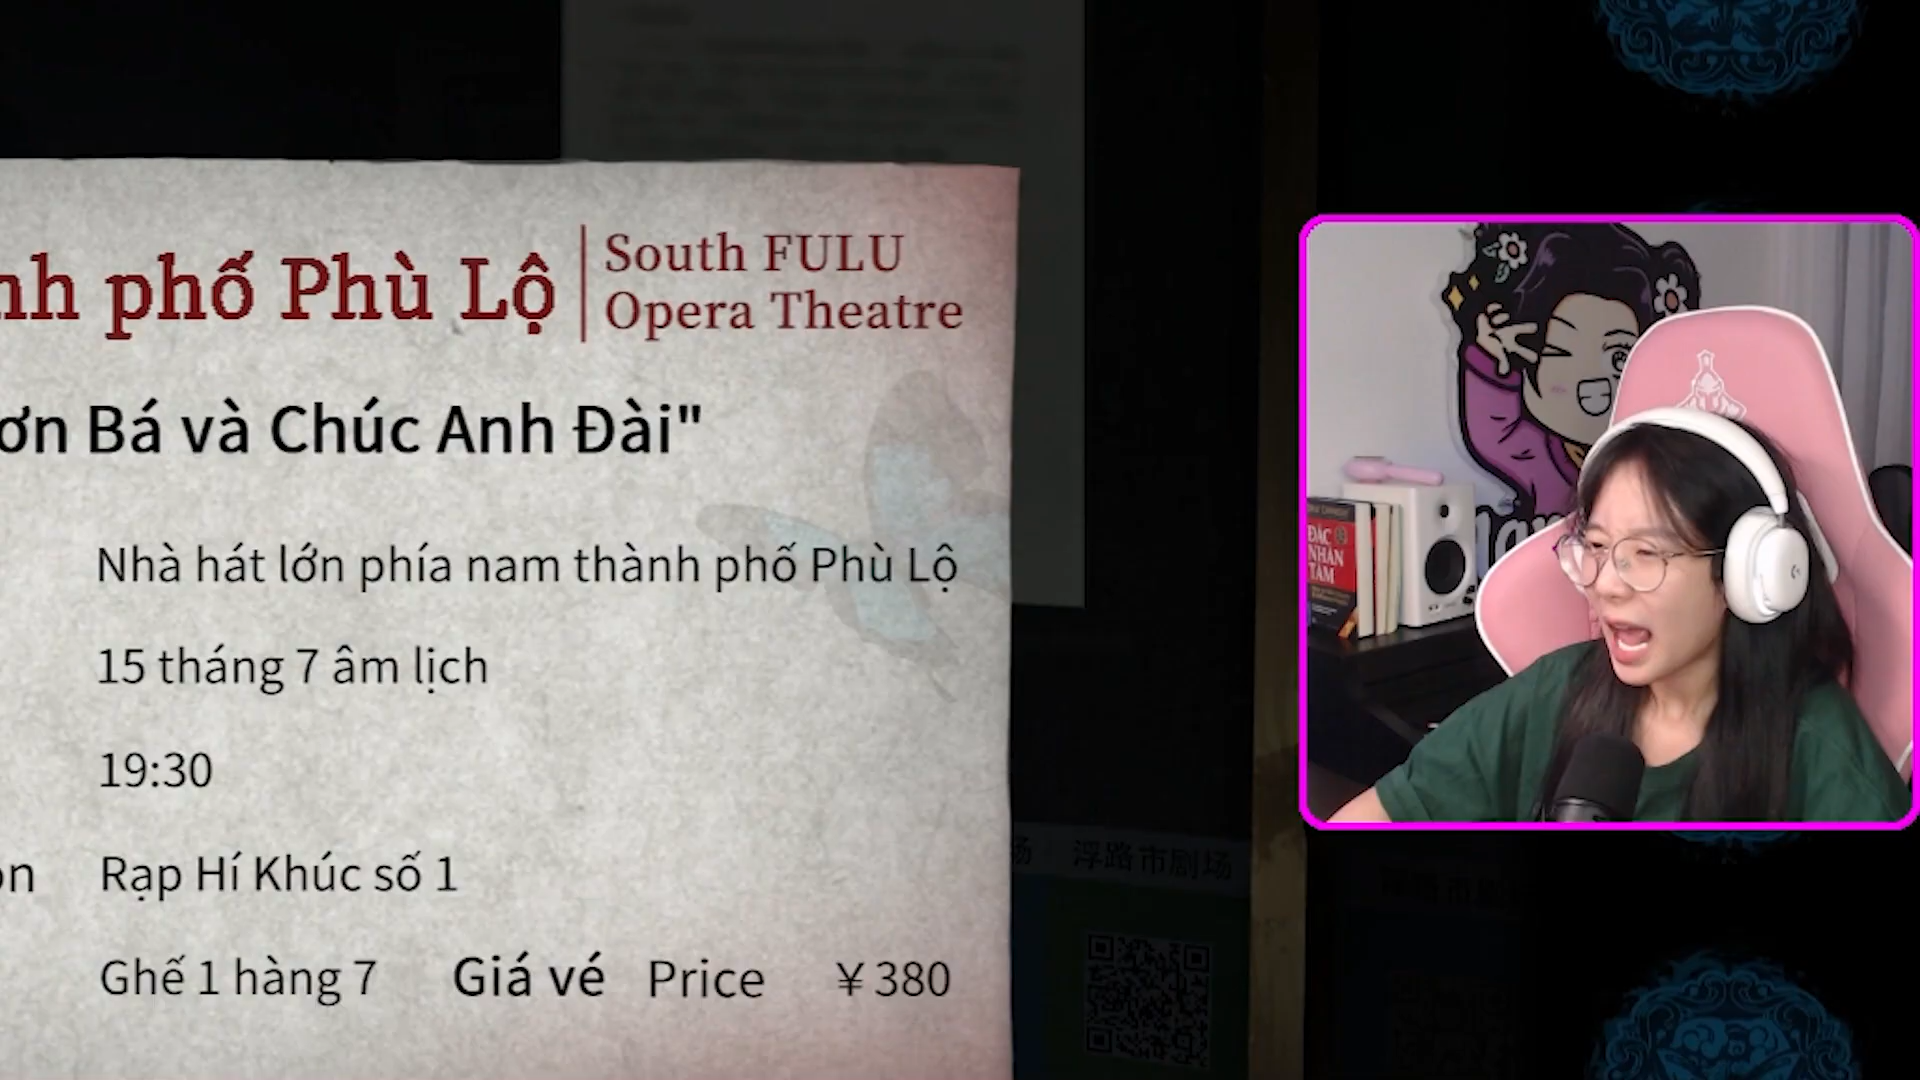 nh phố Phù Lộ
South FULU
Opera Theatre
ơn Bá và Chúc Anh Đài"
Nhà hát lớn phía nam thành phố Phù Lộ
15 tháng 7 âm lịch
19:30
ọn Rạp Hí Khúc số 1
Ghế 1 hàng 7 Giá vé Price ￥380
场 浮路市剧场
ĐẮC
NHÂN
TÂM